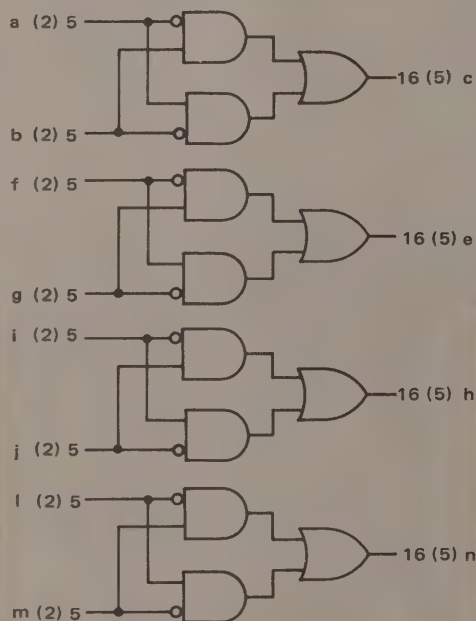 a (2) 5
16 (5) c
b (2) 5
f (2) 5
16 (5) e
g (2) 5
i (2) 5
16 (5) h
j (2) 5
l (2) 5
16 (5) n
m (2) 5